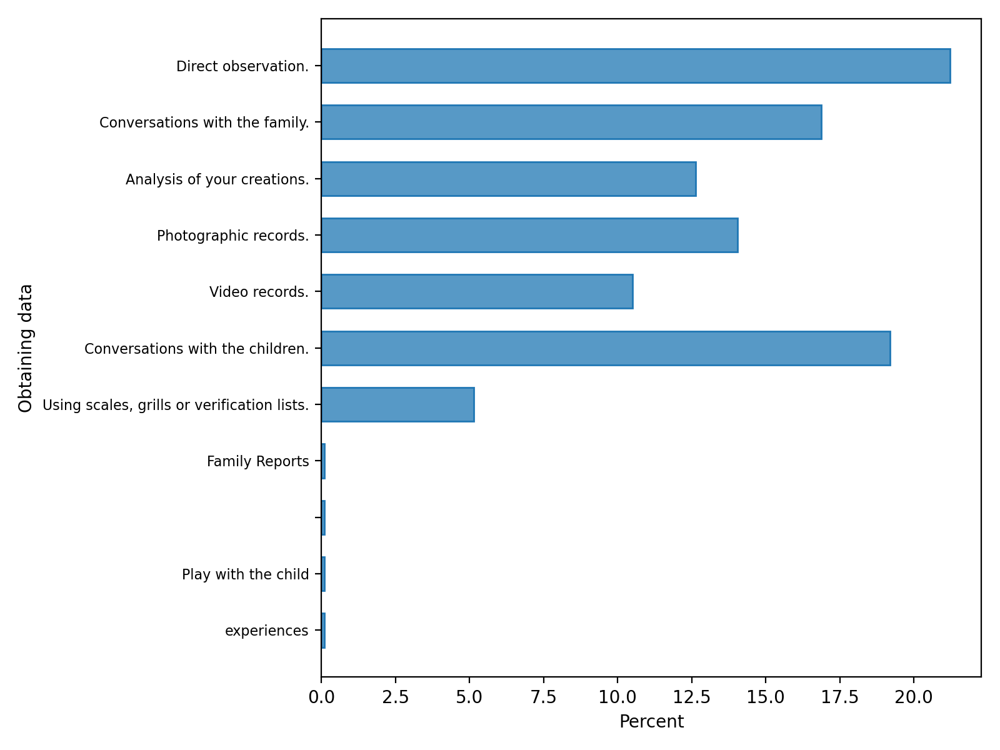 Direct observation.
Conversations with the family.
Analysis of your creations.
Photographic records.
Video records.
Conversations with the children.
Using scales, grills or verification lists.
Family Reports
Play with the child
experiences
Obtaining data
0.0 2.5 5.0 7.5 10.0 12.5 15.0 17.5 20.0
Percent